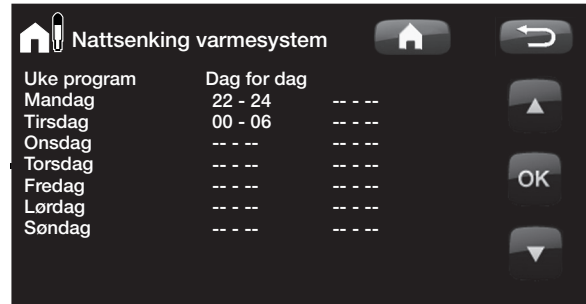 Nattsenking varmesystem
Uke program Dag for dag
Mandag 22 - 24 -- - --
Tirsdag 00 - 06 -- - --
Onsdag -- - -- -- - --
Torsdag -- - -- -- - --
Fredag -- - -- -- - --
Lørdag -- - -- -- - --
Søndag -- - -- -- - --
OK